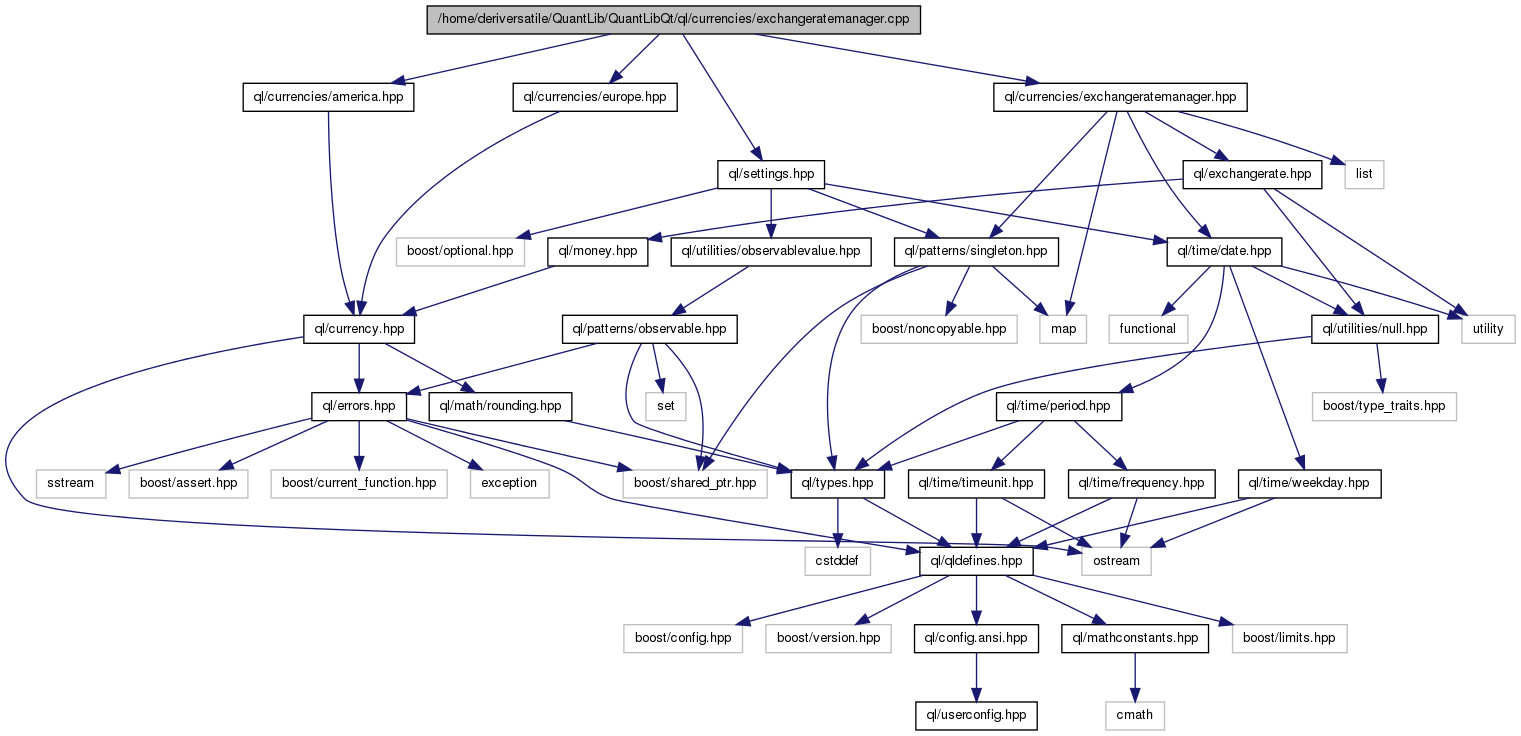 /home/deriversatile/QuantLib/QuantLibQt/ql/currencies/exchangeratemanager.cpp
ql/currencies/america.hpp
ql/currencies/europe.hpp
ql/currencies/exchangeratemanager.hpp
ql/settings.hpp
ql/exchangerate.hpp
list
boost/optional.hpp
ql/money.hpp
ql/utilities/observablevalue.hpp
ql/patterns/singleton.hpp
ql/time/date.hpp
ql/currency.hpp
ql/patterns/observable.hpp
boost/noncopyable.hpp
map
functional
ql/utilities/null.hpp
utility
ql/errors.hpp
ql/math/rounding.hpp
set
ql/time/period.hpp
boost/type_traits.hpp
sstream
boost/assert.hpp
boost/current_function.hpp
exception
boost/shared_ptr.hpp
ql/types.hpp
ql/time/timeunit.hpp
ql/time/frequency.hpp
ql/time/weekday.hpp
cstddef
ql/qldefines.hpp
ostream
boost/config.hpp
boost/version.hpp
ql/config.ansi.hpp
ql/mathconstants.hpp
boost/limits.hpp
ql/userconfig.hpp
cmath